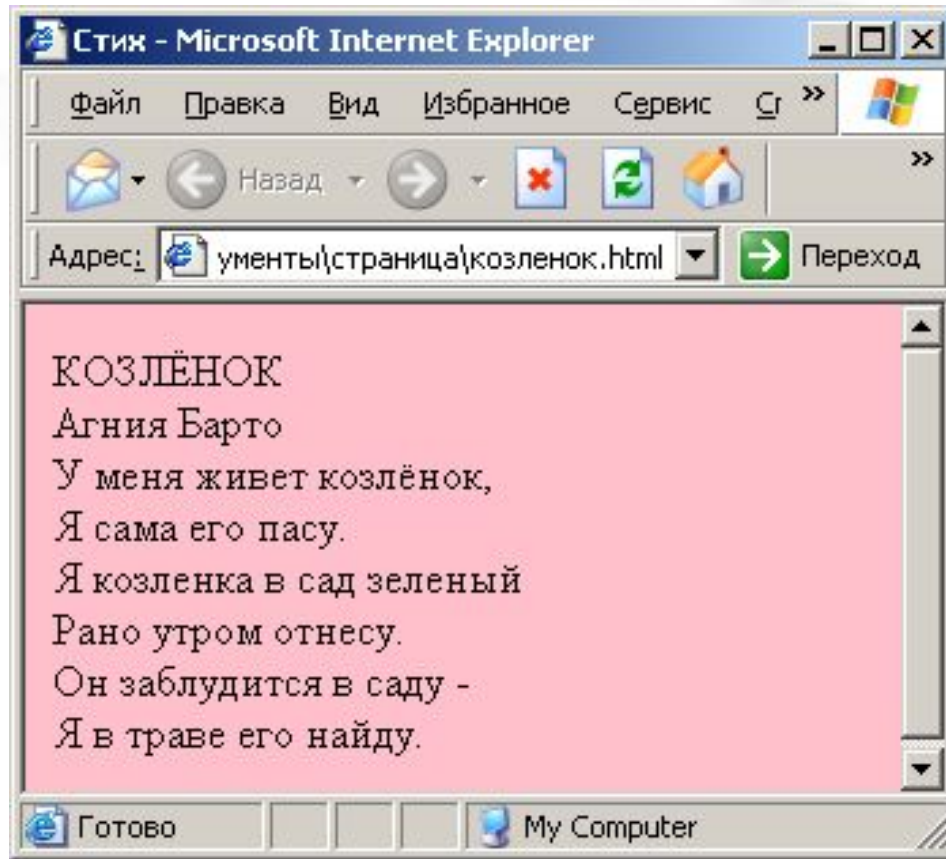 Стих - Microsoft Internet Explorer
Файл Правка Вид Избранное Сервис »
Назад »
Адрес: ументы\страница\козленок.html Переход
КОЗЛЁНОК
Агния Барто
У меня живет козлёнок,
Я сама его пасу.
Я козленка в сад зеленый
Рано утром отнесу.
Он заблудится в саду -
Я в траве его найду.
Готово My Computer